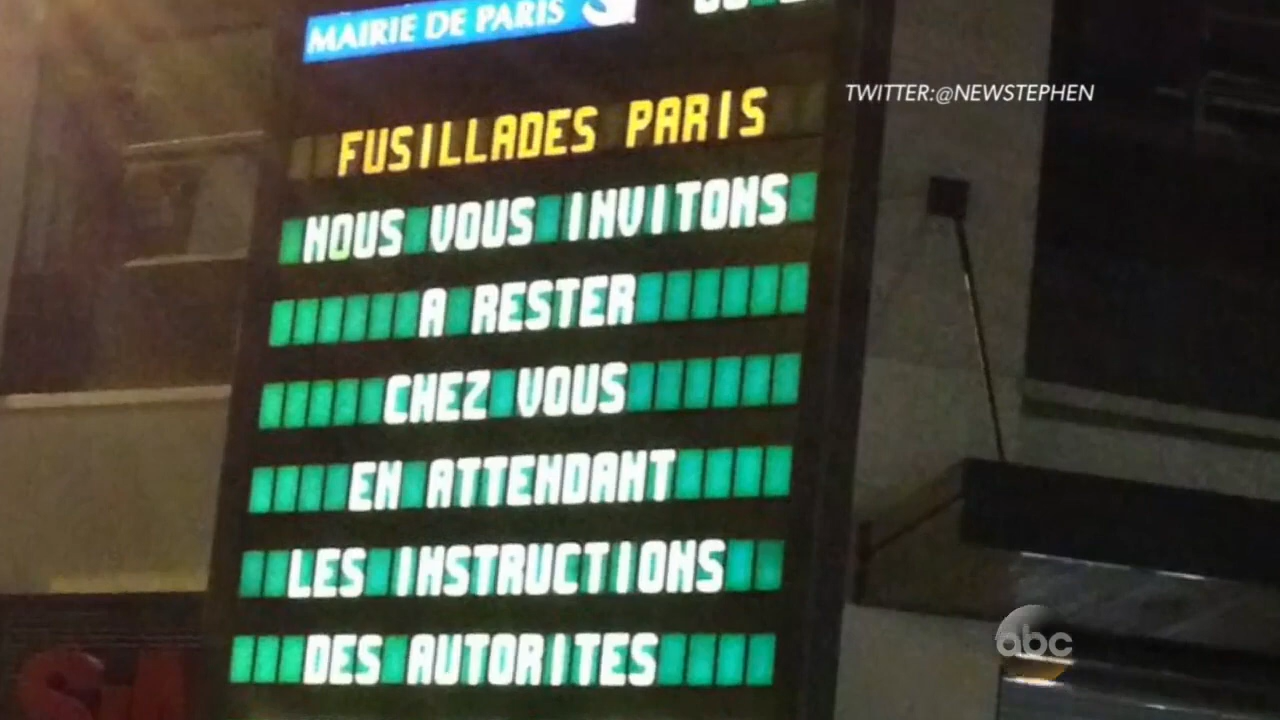 MAIRIE DE PARIS
TWITTER:@NEWSTEPHEN
FUSILLADES PARIS
NOUS VOUS INVITONS
A RESTER
CHEZ VOUS
EN ATTENDANT
LES INSTRUCTIONS
DES AUTORITES
abc